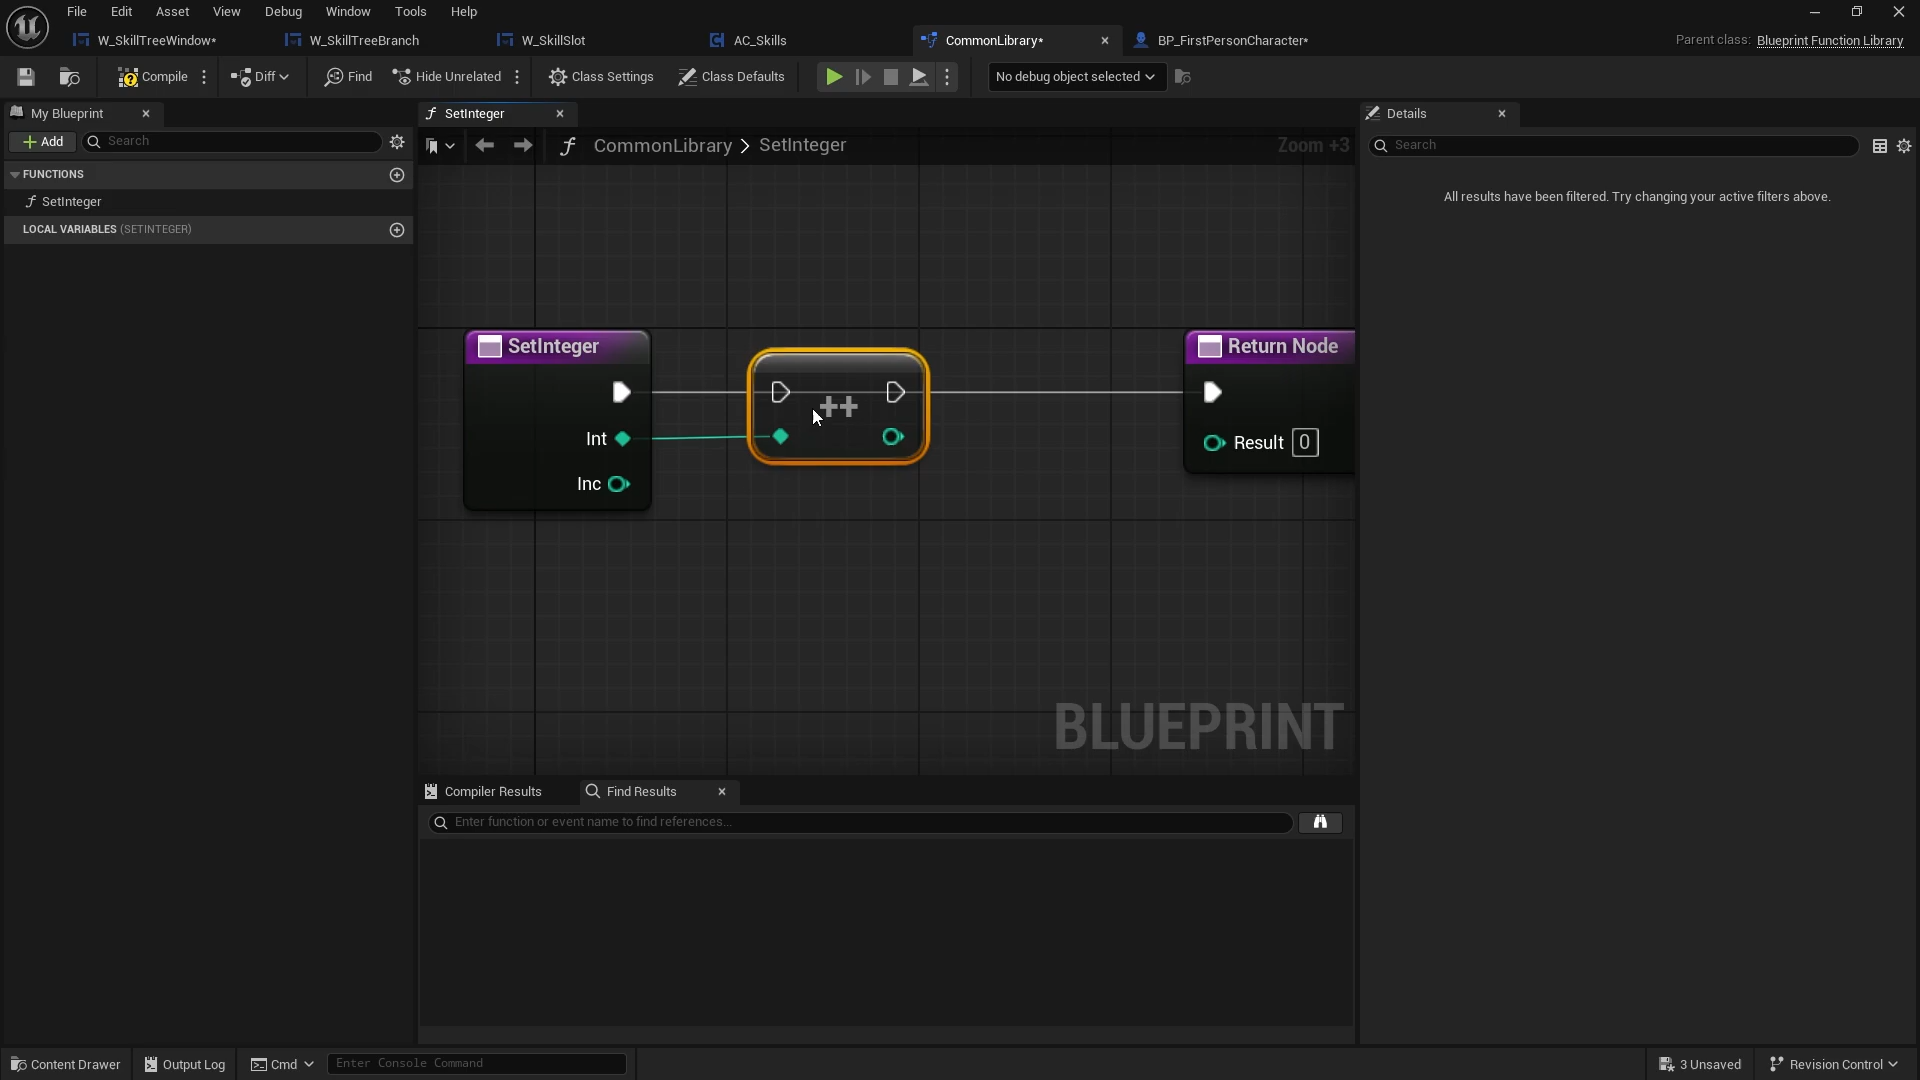 File Edit Asset View Debug Window Tools Help
W_SkillTreeWindow* W_SkillTreeBranch W_SkillSlot AC_Skills CommonLibrary* BP_FirstPersonCharacter* Parent class: Blueprint Function Library
Compile Diff Find Hide Unrelated Class Settings Class Defaults No debug object selected
My Blueprint SetInteger Details
Add Search CommonLibrary > SetInteger Zoom +3 Search
FUNCTIONS
SetInteger
LOCAL VARIABLES (SETINTEGER)
All results have been filtered. Try changing your active filters above.
SetInteger Return Node
++
Int Result 0
Inc
BLUEPRINT
Compiler Results Find Results
Enter function or event name to find references...
Content Drawer Output Log Cmd Enter Console Command 3 Unsaved Revision Control